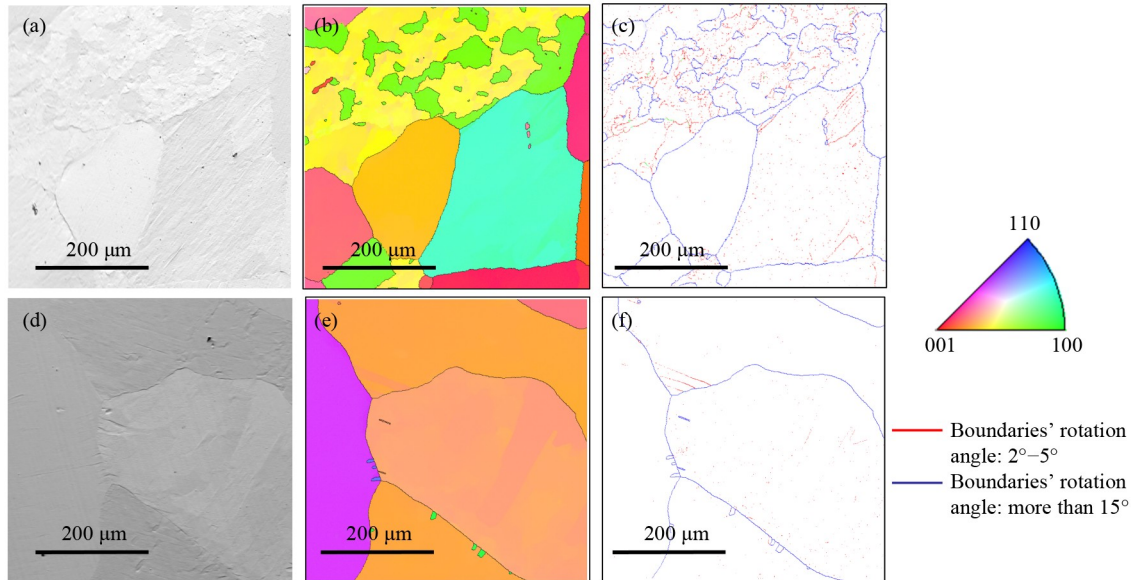 (a)
(b)
(c)
200 μm
200 μm
200 μm
110
001
100
(d)
(e)
(f)
200 μm
200 μm
200 μm
Boundaries’ rotation
angle: 2°−5°
Boundaries’ rotation
angle: more than 15°